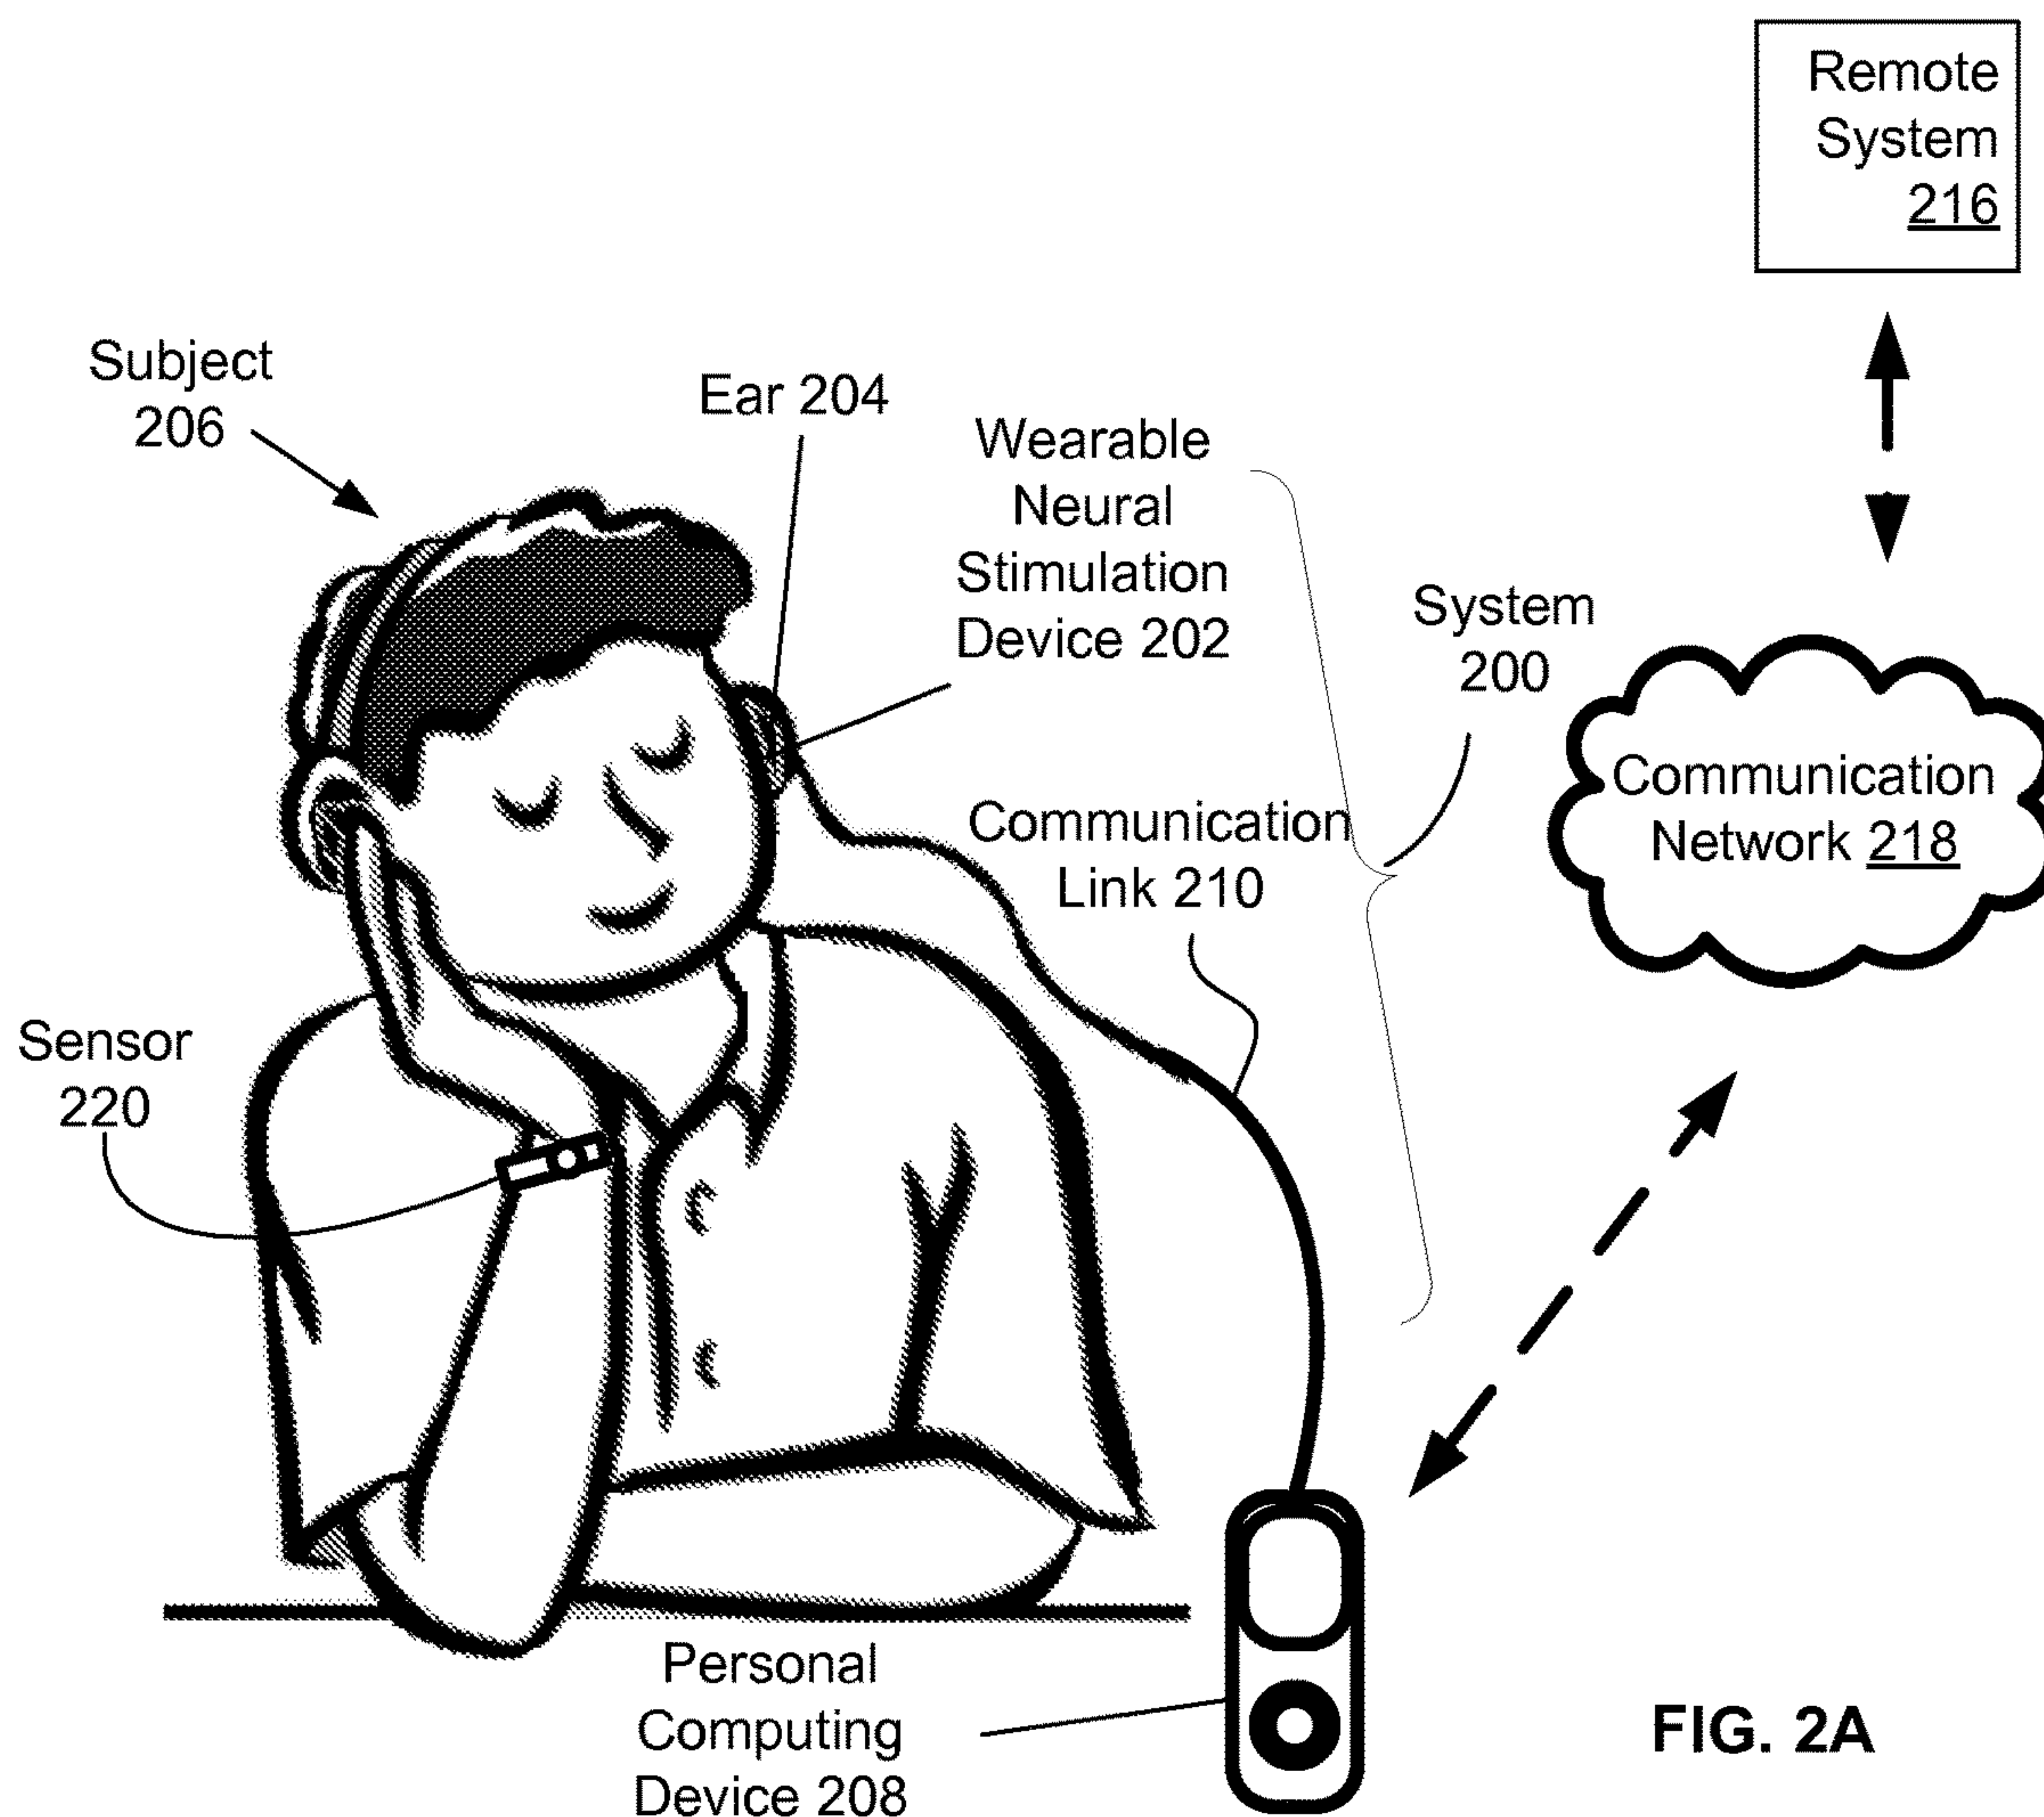 Remote
System
216
Subject
206
Ear 204
Wearable
Neural
Stimulation
Device 202
System
200
Communication
Network 218
Communication
Link 210
Sensor
220
Personal
Computing
Device 208
FIG. 2A